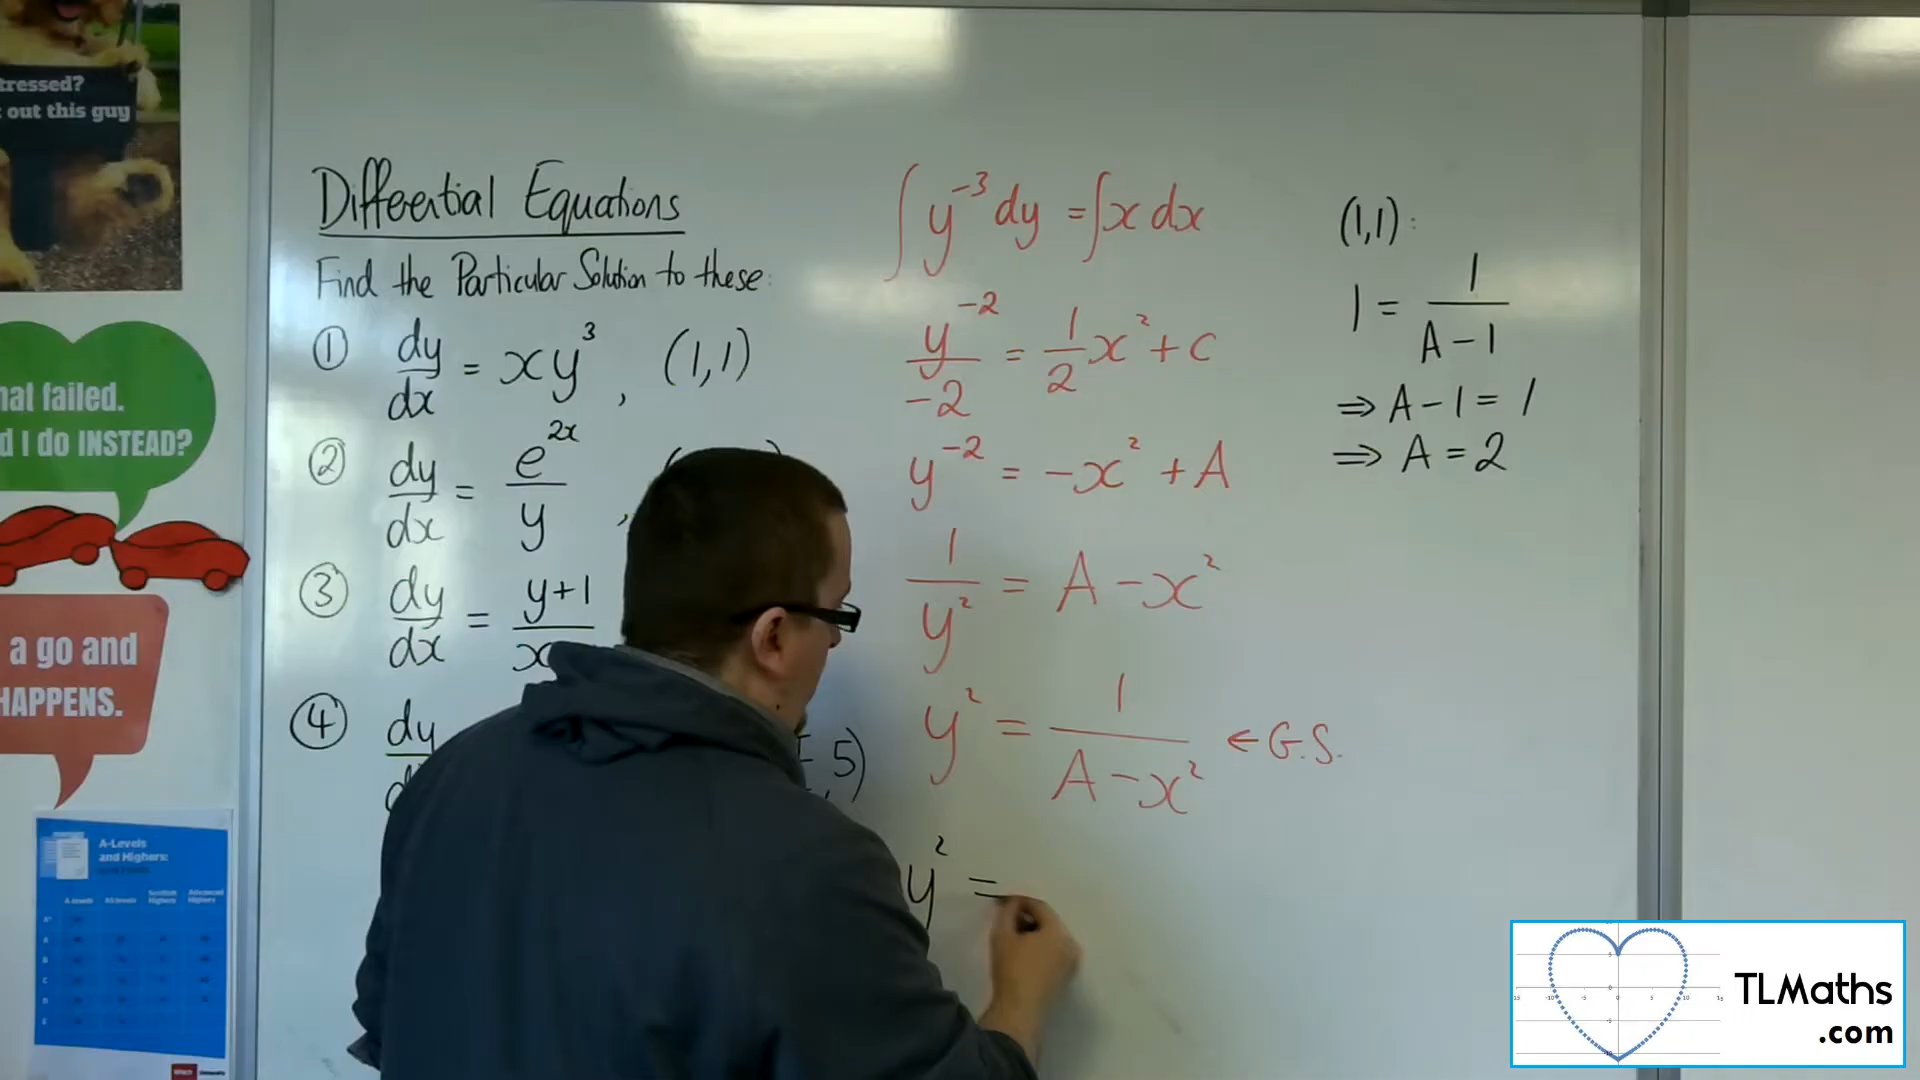 tressed?
out this guy
hat failed.
d I do INSTEAD?
a go and
HAPPENS.
A-Levels
and Highers:
Differential Equations
Find the Particular Solution to these:
① dy/dx = xy³, (1,1)
② dy/dx = e^(2x)/y, (
③ dy/dx = y+1/x
④ dy/d
, 5)
∫ y⁻³ dy = ∫ x dx
y⁻²/-2 = 1/2 x² + c
y⁻² = -x² + A
1/y² = A - x²
y² = 1/(A - x²) ← G.S.
y² =
(1,1):
1 = 1/(A - 1)
⇒ A - 1 = 1
⇒ A = 2
TLMaths
.com